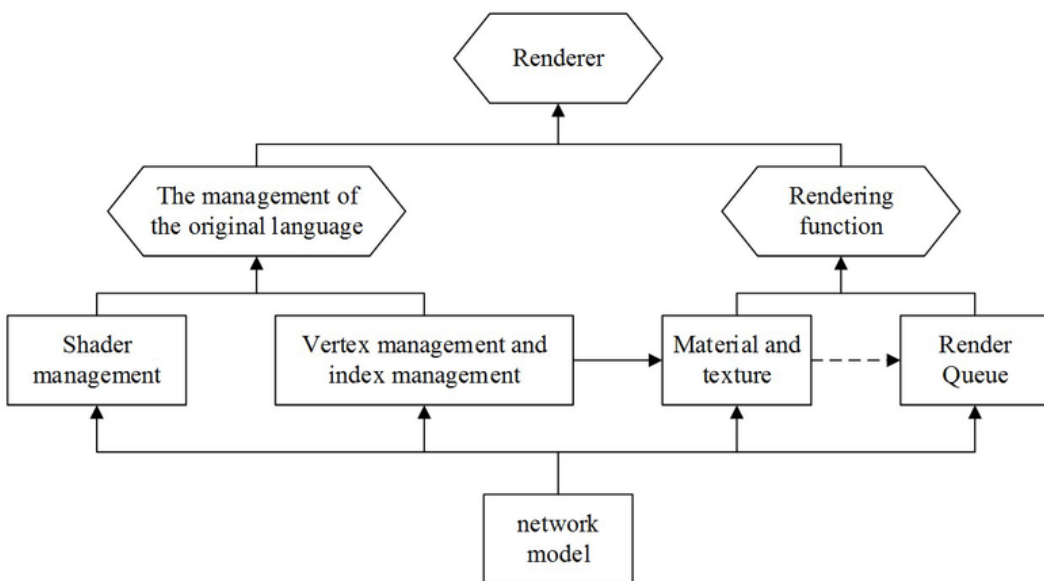 Renderer
The management of
the original language
Rendering
function
Shader
management
Vertex management and
index management
Material and
texture
Render
Queue
network
model